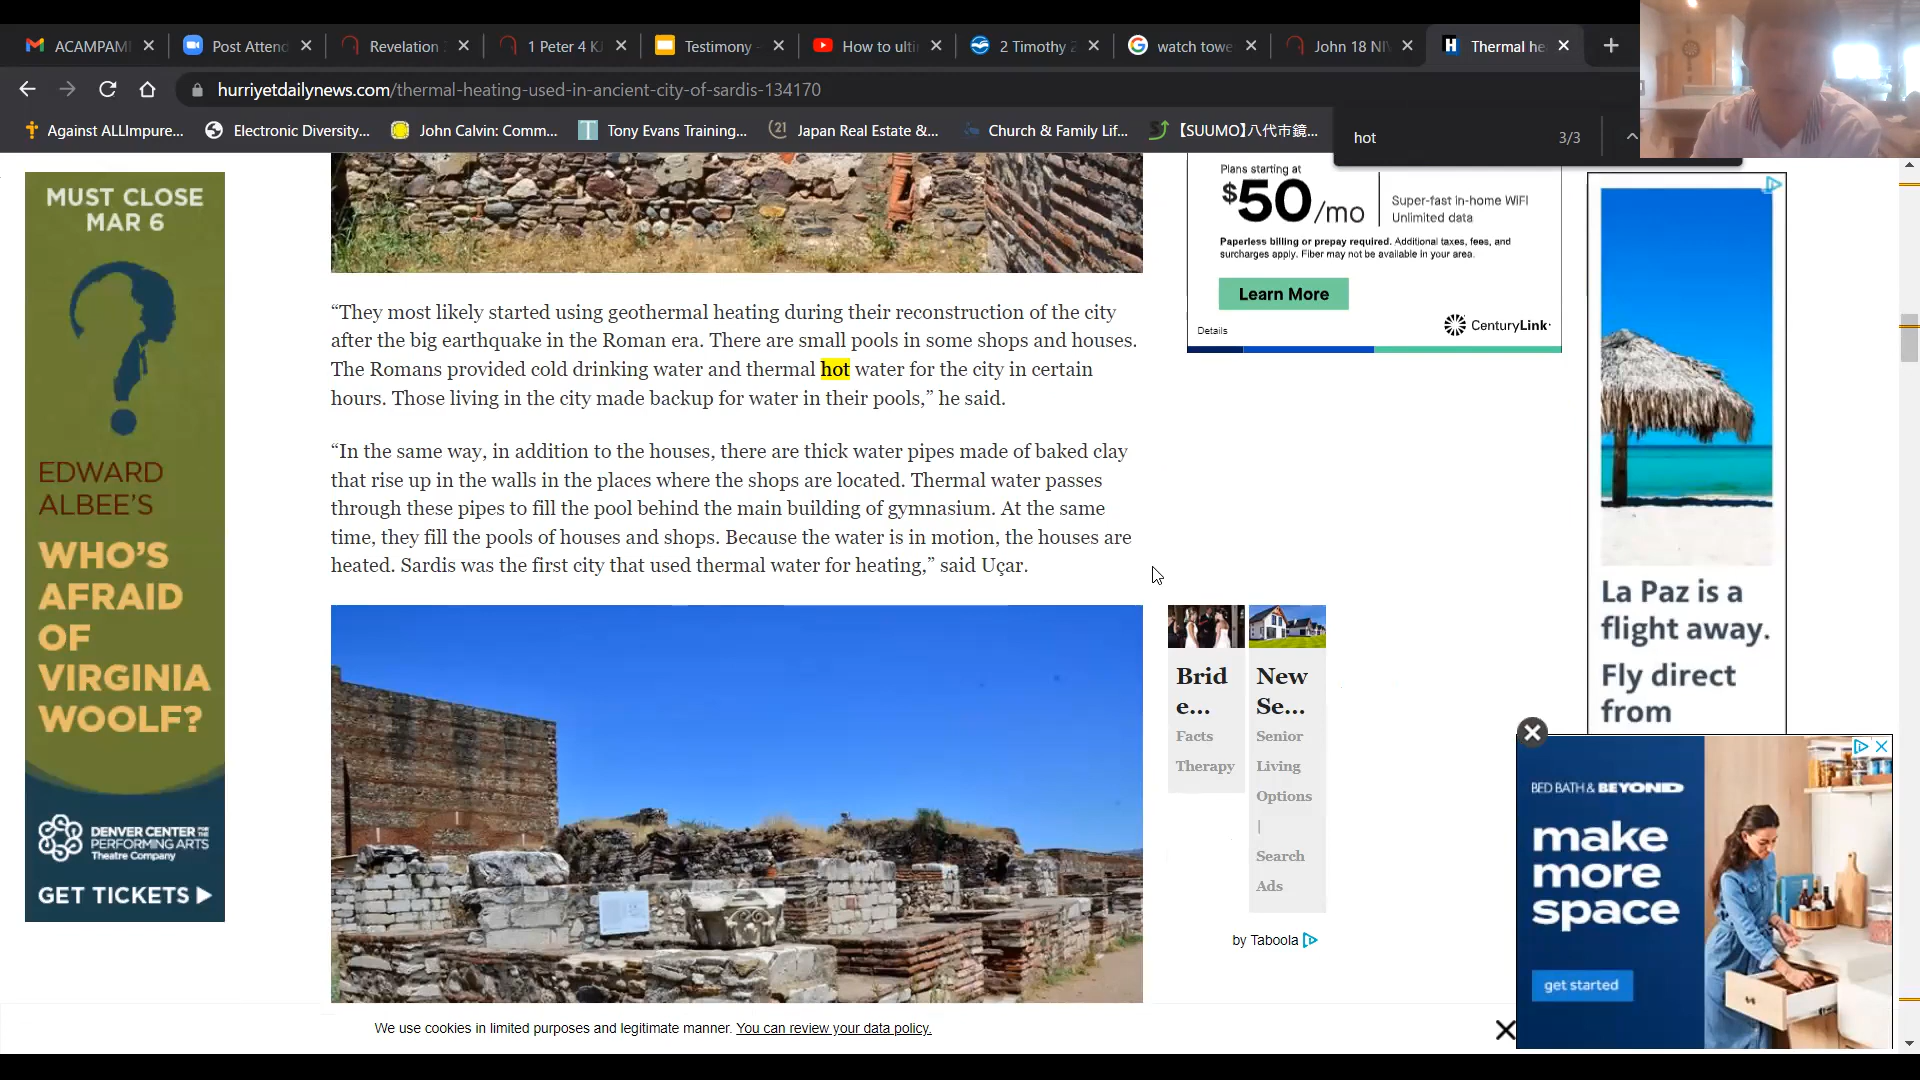 ACAMPAM
Post Attend
Revelation
1 Peter 4 KJ
Testimony -
How to ulti
2 Timothy 2
watch towe
John 18 NIV
Thermal he
hurriyetdailynews.com/thermal-heating-used-in-ancient-city-of-sardis-134170
Against ALLImpure...
Electronic Diversity...
John Calvin: Comm...
Tony Evans Training...
Japan Real Estate &...
Church & Family Lif...
【SUUMO】八代市鏡...
hot
3/3
MUST CLOSE
MAR 6
EDWARD
ALBEE'S
WHO'S
AFRAID
OF
VIRGINIA
WOOLF?
DENVER CENTER FOR THE
PERFORMING ARTS
Theatre Company
GET TICKETS
“They most likely started using geothermal heating during their reconstruction of the city
after the big earthquake in the Roman era. There are small pools in some shops and houses.
The Romans provided cold drinking water and thermal hot water for the city in certain
hours. Those living in the city made backup for water in their pools,” he said.
“In the same way, in addition to the houses, there are thick water pipes made of baked clay
that rise up in the walls in the places where the shops are located. Thermal water passes
through these pipes to fill the pool behind the main building of gymnasium. At the same
time, they fill the pools of houses and shops. Because the water is in motion, the houses are
heated. Sardis was the first city that used thermal water for heating,” said Uçar.
Plans starting at
$50/mo
Super-fast in-home WIFI
Unlimited data
Paperless billing or prepay required. Additional taxes, fees, and
surcharges apply. Fiber may not be available in your area.
Learn More
Details
CenturyLink
Brid
e...
Facts
Therapy
New
Se...
Senior
Living
Options
|
Search
Ads
by Taboola
La Paz is a
flight away.
Fly direct
from
BED BATH & BEYOND
make
more
space
get started
We use cookies in limited purposes and legitimate manner. You can review your data policy.